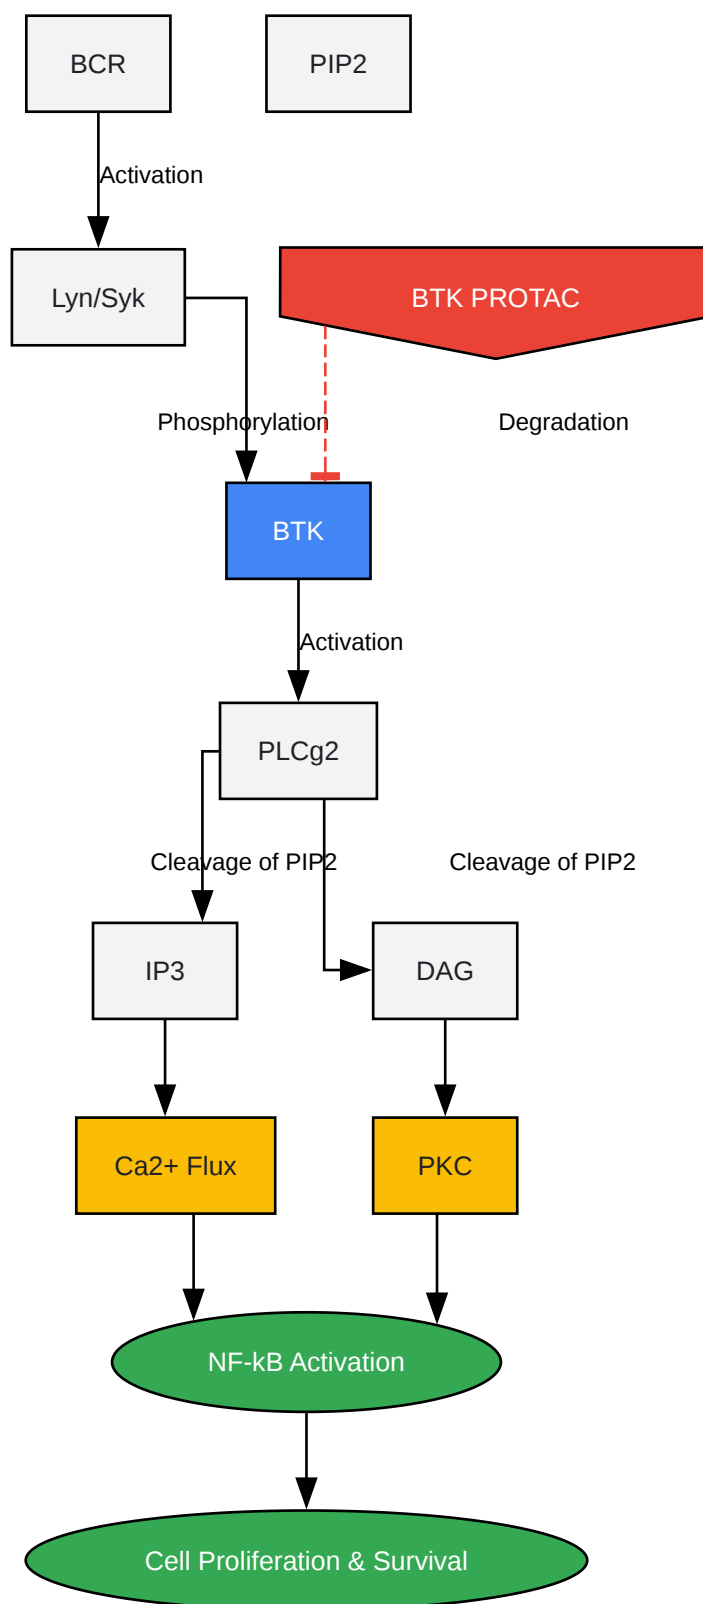 BCR
PIP2
Activation
Lyn/Syk
BTK PROTAC
Phosphorylation
Degradation
BTK
Activation
PLCg2
Cleavage of PIP2
Cleavage of PIP2
IP3
DAG
Ca2+ Flux
PKC
NF-kB Activation
Cell Proliferation & Survival